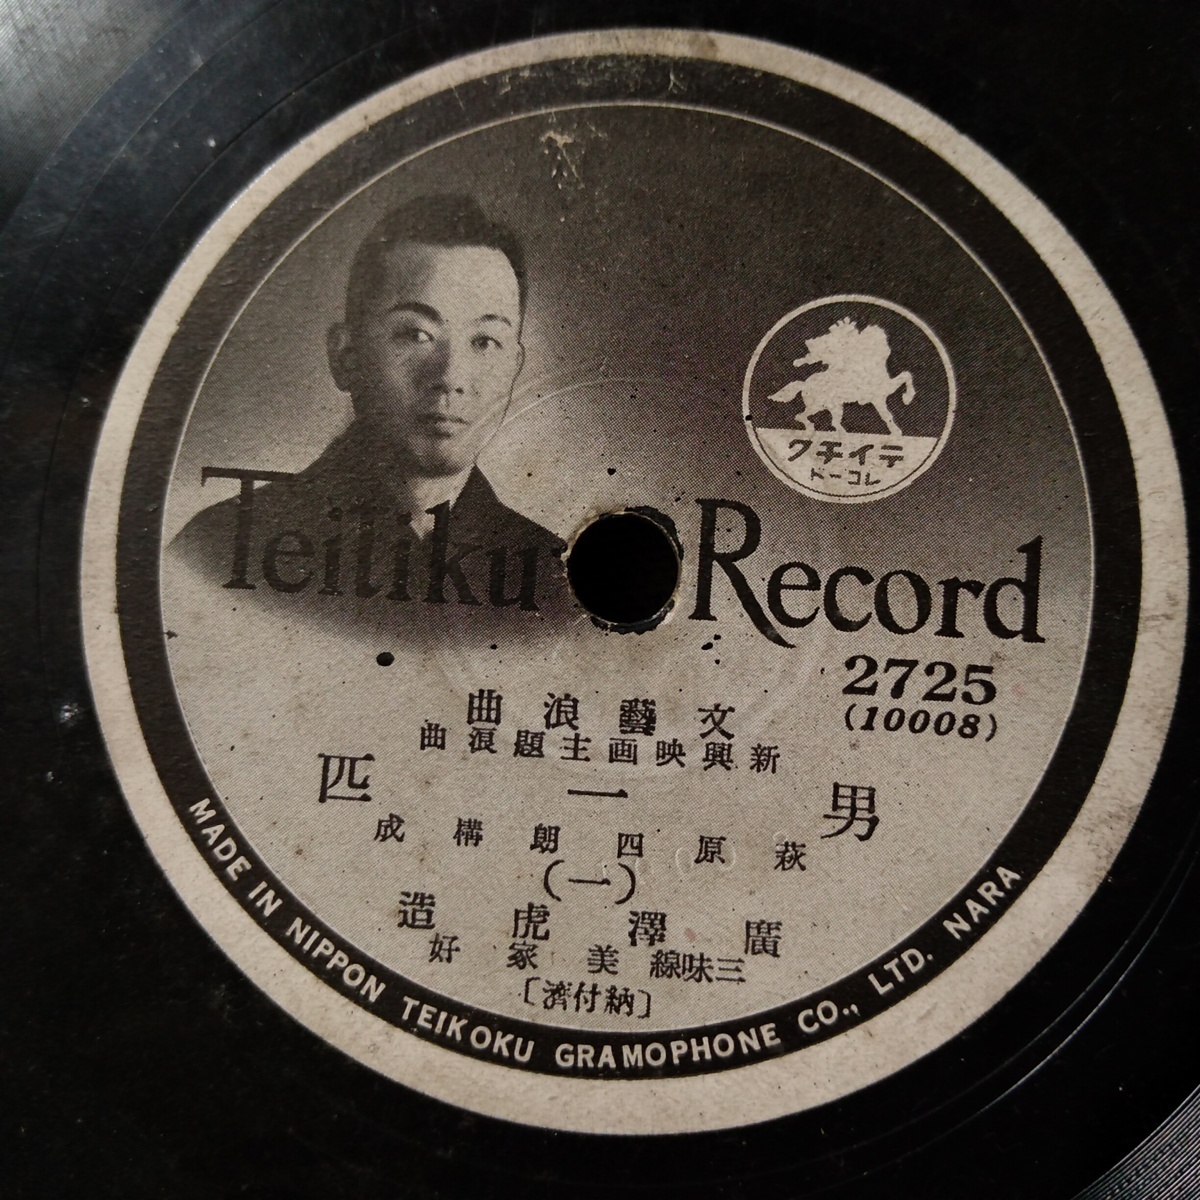 テイチク
レコード
Teitiku Record
2725
(10008)
文藝浪曲
新興映画主題浪曲
男一匹
萩原四朗構成
(一)
廣澤虎造
三味線 美家好
〔納付濟〕
MADE IN NIPPON TEIKOKU GRAMOPHONE CO., LTD. NARA